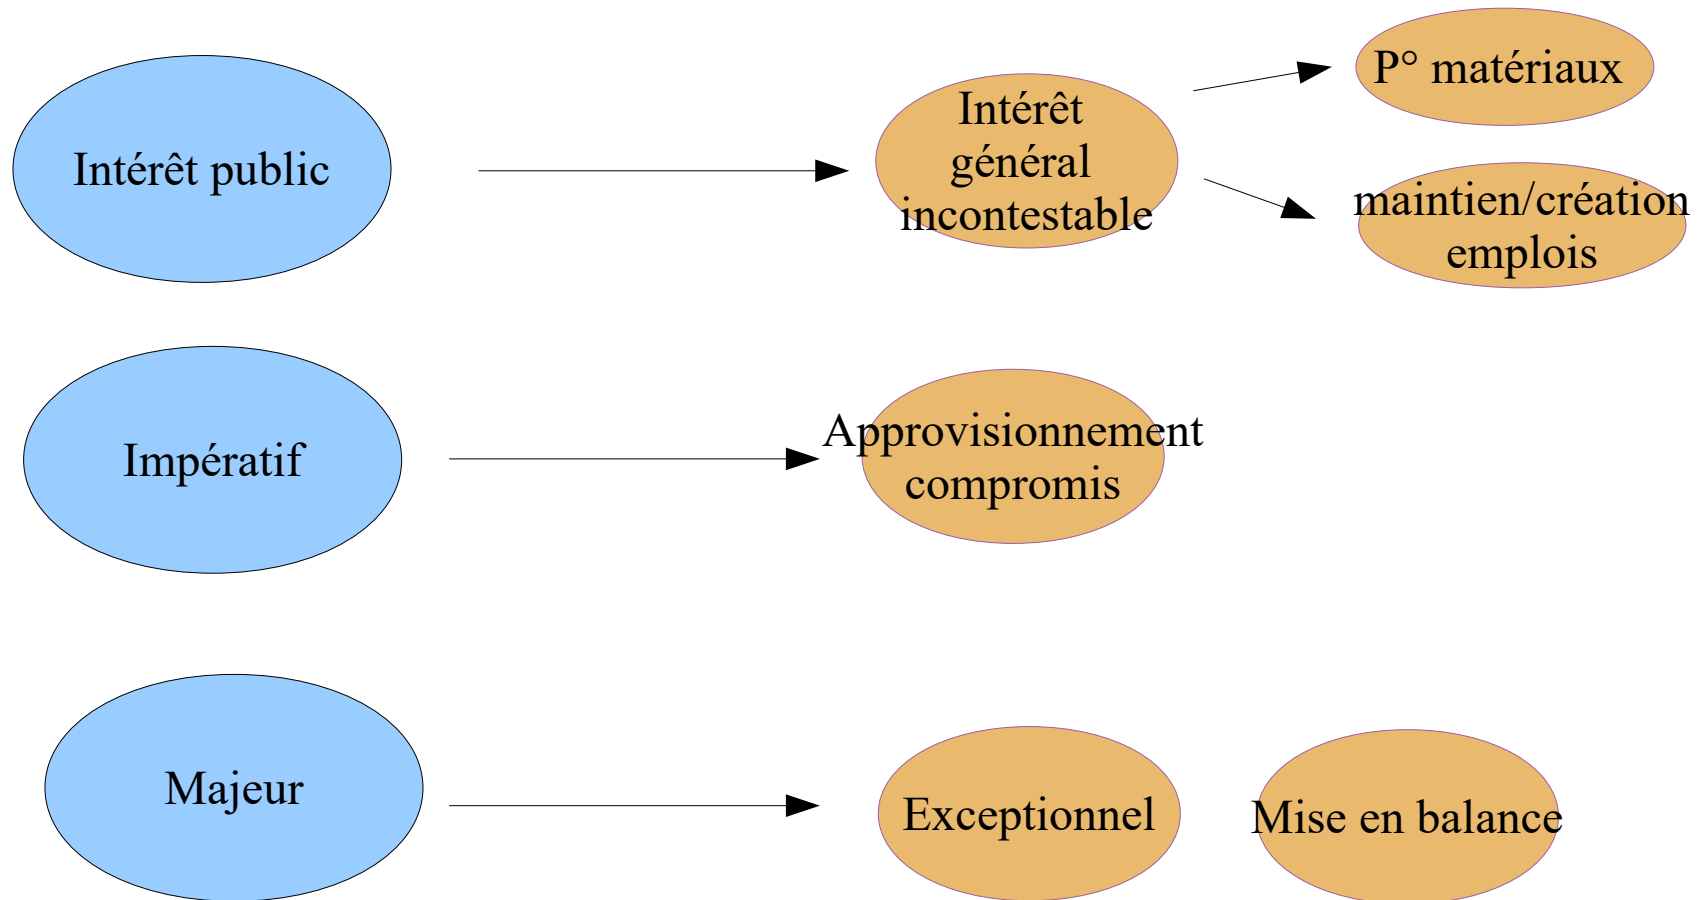 Intérêt public
Intérêt
général
incontestable
P° matériaux
maintien/création
emplois
Impératif
Approvisionnement
compromis
Majeur
Exceptionnel
Mise en balance